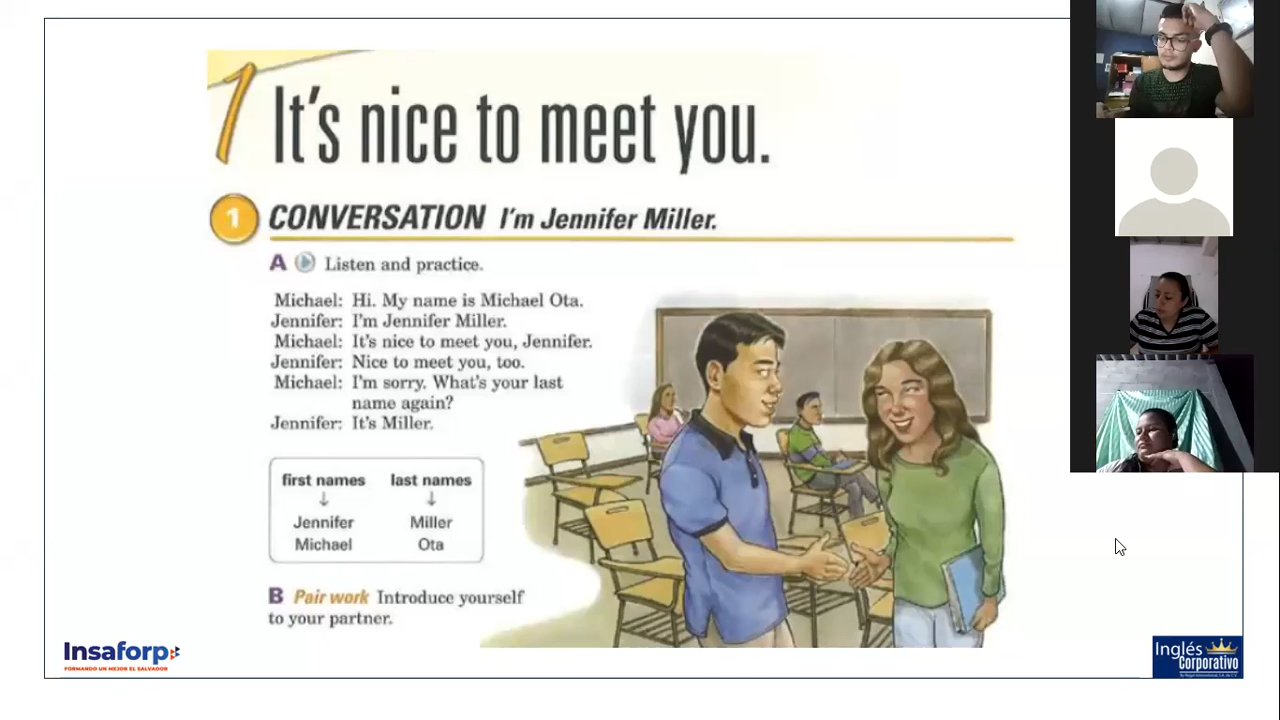 1 It's nice to meet you.
1 CONVERSATION I'm Jennifer Miller.
A Listen and practice.
Michael: Hi. My name is Michael Ota.
Jennifer: I'm Jennifer Miller.
Michael: It's nice to meet you, Jennifer.
Jennifer: Nice to meet you, too.
Michael: I'm sorry. What's your last
name again?
Jennifer: It's Miller.
first names last names
↓ ↓
Jennifer Miller
Michael Ota
B Pair work Introduce yourself
to your partner.
Insaforp
FORMANDO UN MEJOR EL SALVADOR
Inglés
Corporativo